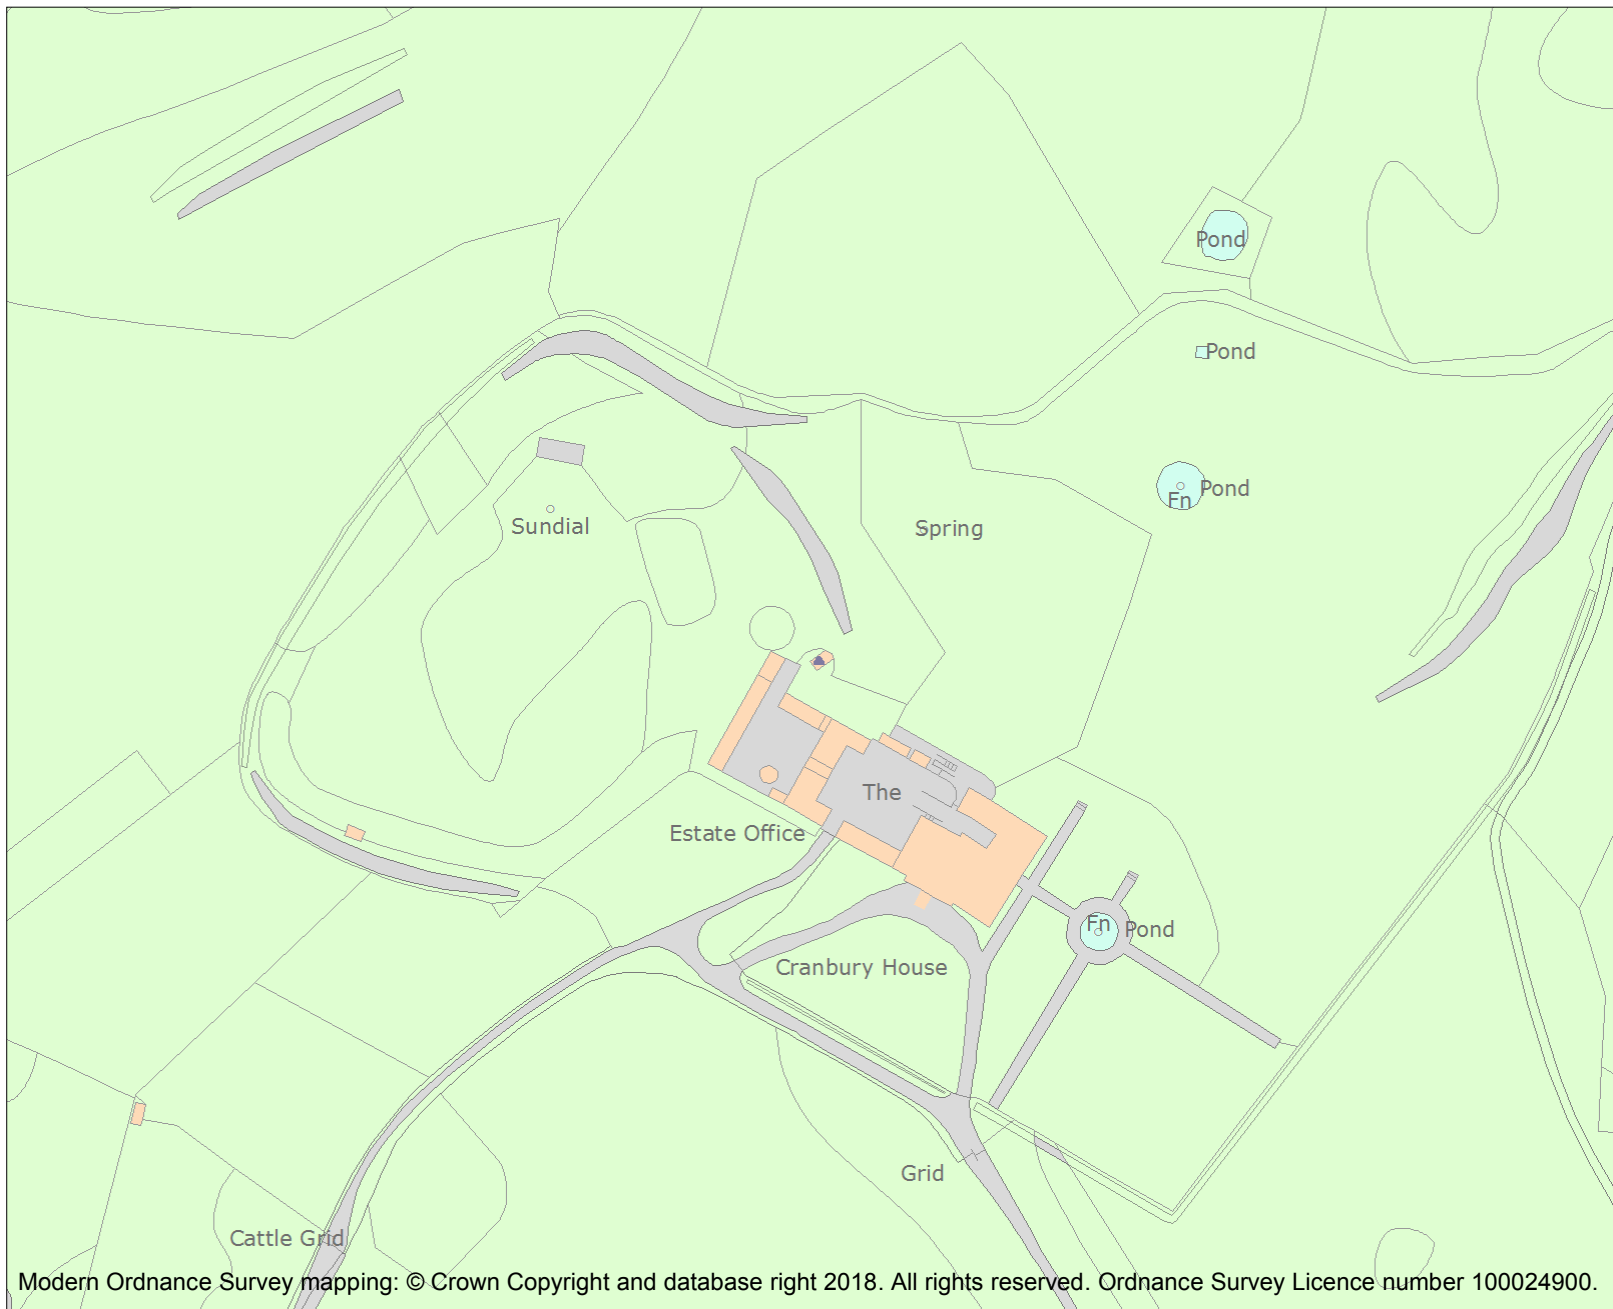 Pond
Pond
Pond
Fn
Sundial
Spring
The
Estate Office
Fn
Pond
Cranbury House
Grid
Cattle Grid
Modern Ordnance Survey mapping: © Crown Copyright and database right 2018. All rights reserved. Ordnance Survey Licence number 100024900.